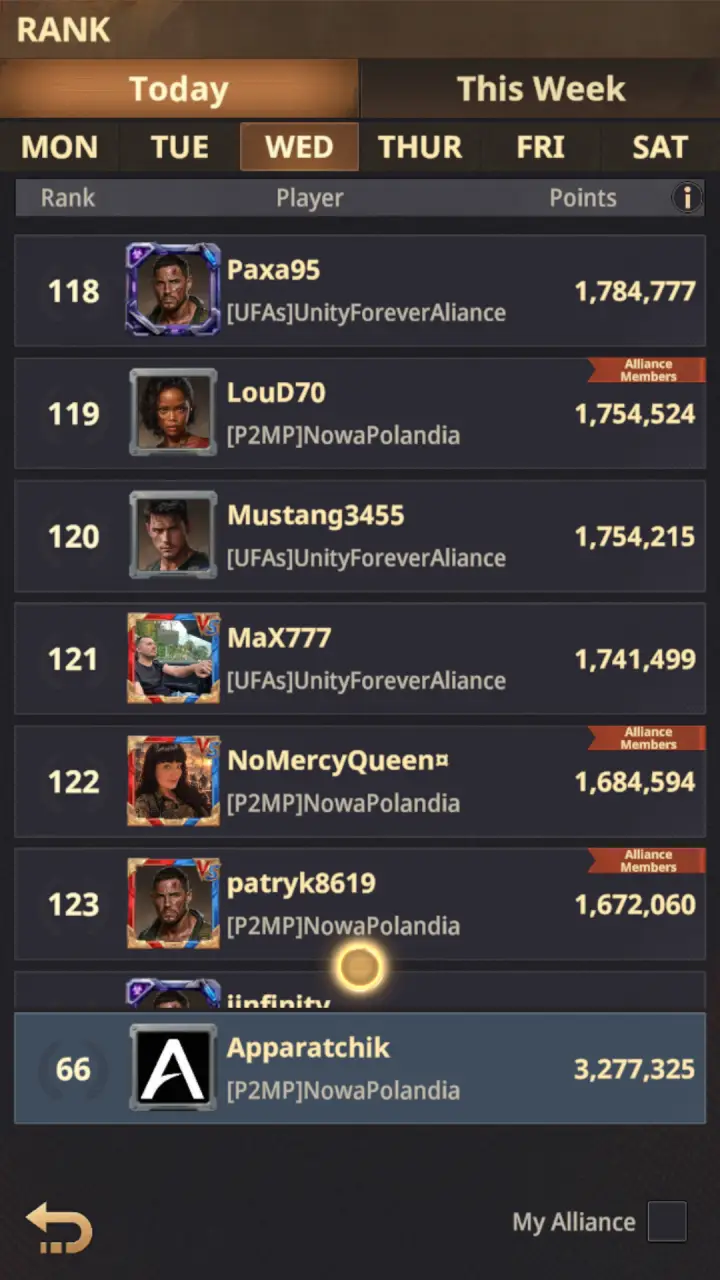 RANK
Today
This Week
MON
TUE
WED
THUR
FRI
SAT
Rank
Player
Points
118
Paxa95
[UFAs]UnityForeverAliance
1,784,777
Alliance
Members
119
LouD70
[P2MP]NowaPolandia
1,754,524
120
Mustang3455
[UFAs]UnityForeverAliance
1,754,215
121
VS
MaX777
[UFAs]UnityForeverAliance
1,741,499
Alliance
Members
122
VS
NoMercyQueen¤
[P2MP]NowaPolandia
1,684,594
Alliance
Members
123
VS
patryk8619
[P2MP]NowaPolandia
1,672,060
66
Apparatchik
[P2MP]NowaPolandia
3,277,325
My Alliance